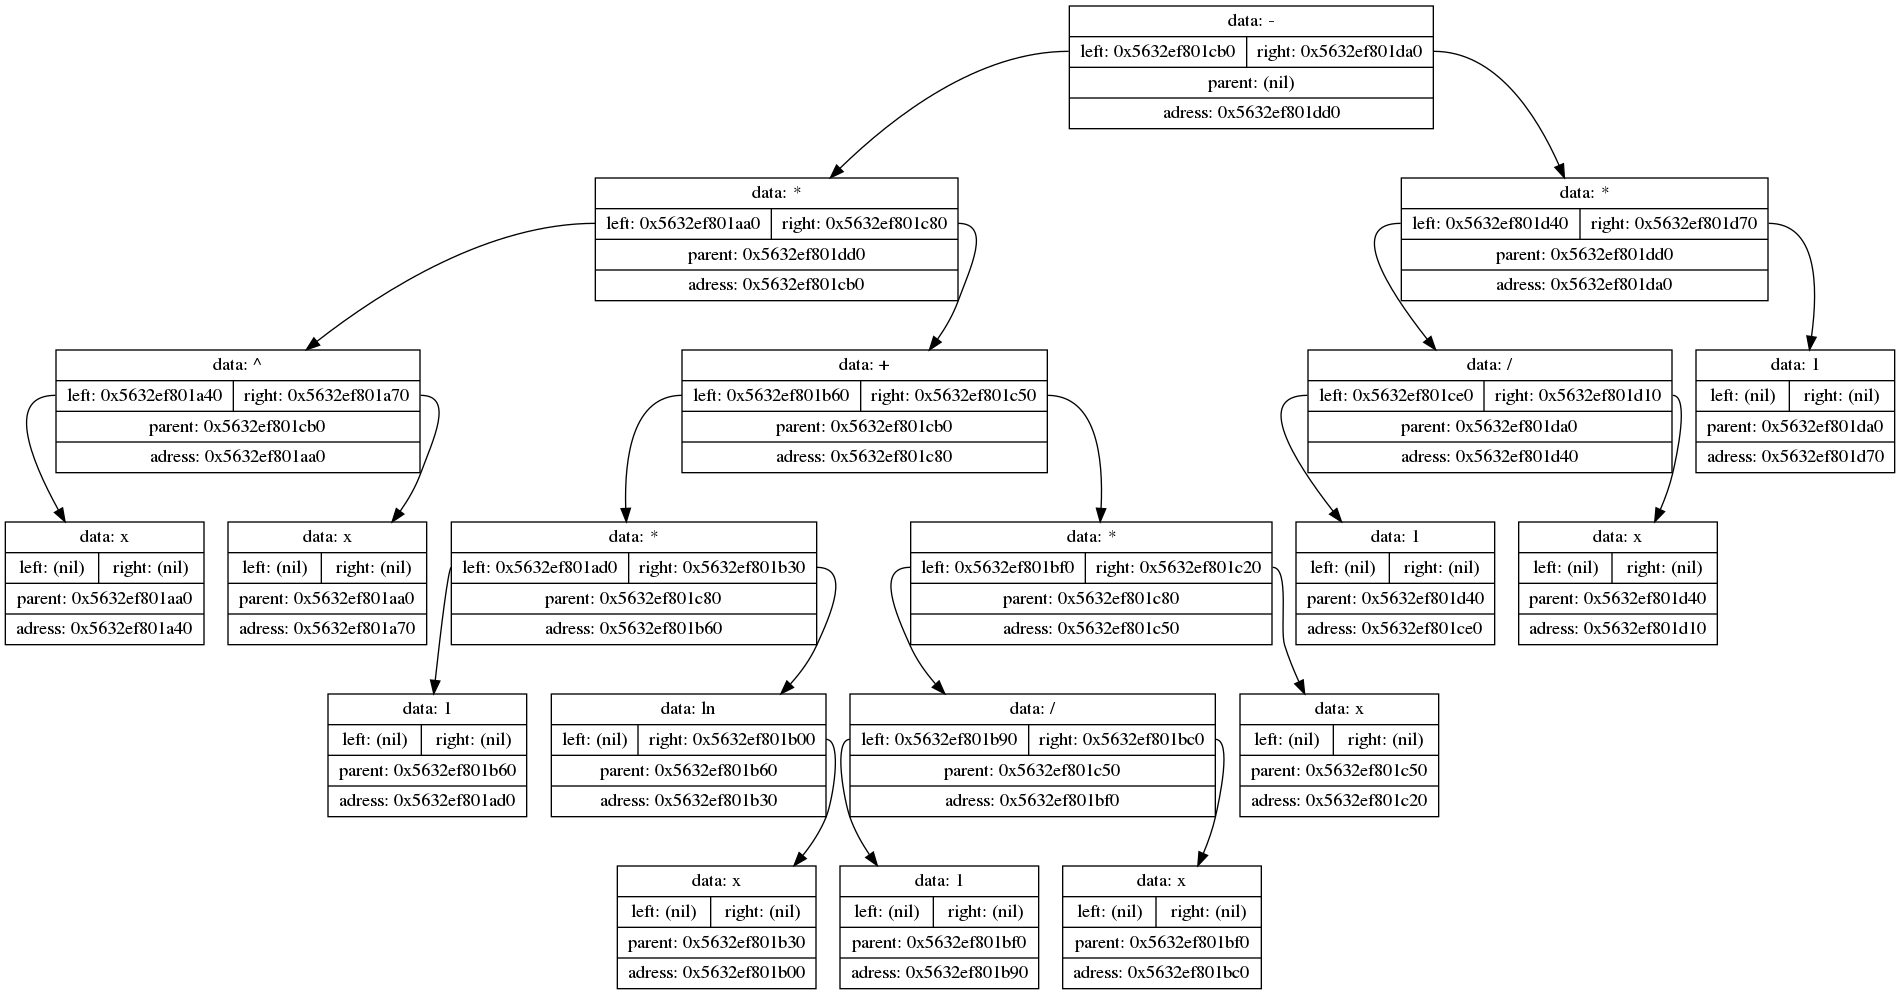 data: -
left: 0x5632ef801cb0 right: 0x5632ef801da0
parent: (nil)
adress: 0x5632ef801dd0
data: *
left: 0x5632ef801aa0 right: 0x5632ef801c80
parent: 0x5632ef801dd0
adress: 0x5632ef801cb0
data: *
left: 0x5632ef801d40 right: 0x5632ef801d70
parent: 0x5632ef801dd0
adress: 0x5632ef801da0
data: ^
left: 0x5632ef801a40 right: 0x5632ef801a70
parent: 0x5632ef801cb0
adress: 0x5632ef801aa0
data: +
left: 0x5632ef801b60 right: 0x5632ef801c50
parent: 0x5632ef801cb0
adress: 0x5632ef801c80
data: /
left: 0x5632ef801ce0 right: 0x5632ef801d10
parent: 0x5632ef801da0
adress: 0x5632ef801d40
data: 1
left: (nil) right: (nil)
parent: 0x5632ef801da0
adress: 0x5632ef801d70
data: x
left: (nil) right: (nil)
parent: 0x5632ef801aa0
adress: 0x5632ef801a40
data: x
left: (nil) right: (nil)
parent: 0x5632ef801aa0
adress: 0x5632ef801a70
data: *
left: 0x5632ef801ad0 right: 0x5632ef801b30
parent: 0x5632ef801c80
adress: 0x5632ef801b60
data: *
left: 0x5632ef801bf0 right: 0x5632ef801c20
parent: 0x5632ef801c80
adress: 0x5632ef801c50
data: 1
left: (nil) right: (nil)
parent: 0x5632ef801d40
adress: 0x5632ef801ce0
data: x
left: (nil) right: (nil)
parent: 0x5632ef801d40
adress: 0x5632ef801d10
data: 1
left: (nil) right: (nil)
parent: 0x5632ef801b60
adress: 0x5632ef801ad0
data: ln
left: (nil) right: 0x5632ef801b00
parent: 0x5632ef801b60
adress: 0x5632ef801b30
data: /
left: 0x5632ef801b90 right: 0x5632ef801bc0
parent: 0x5632ef801c50
adress: 0x5632ef801bf0
data: x
left: (nil) right: (nil)
parent: 0x5632ef801c50
adress: 0x5632ef801c20
data: x
left: (nil) right: (nil)
parent: 0x5632ef801b30
adress: 0x5632ef801b00
data: 1
left: (nil) right: (nil)
parent: 0x5632ef801bf0
adress: 0x5632ef801b90
data: x
left: (nil) right: (nil)
parent: 0x5632ef801bf0
adress: 0x5632ef801bc0